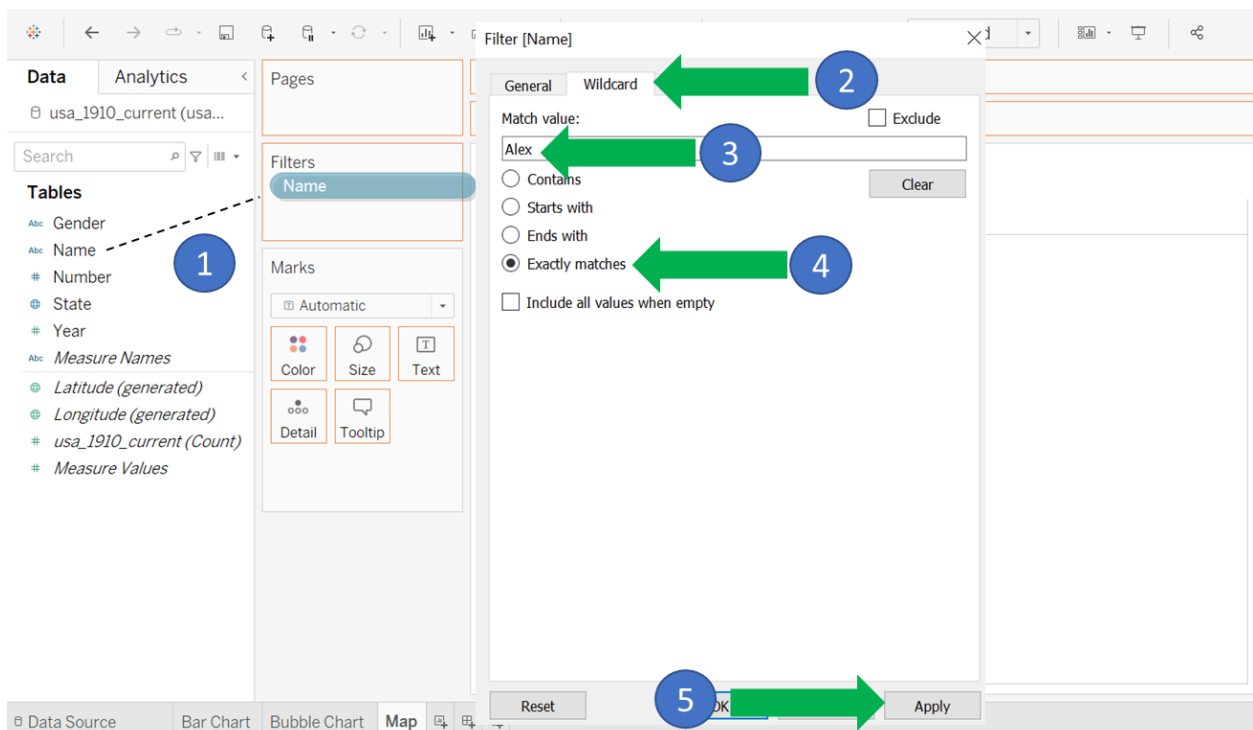 Filter [Name]
Data
Analytics
usa_1910_current (usa...
Search
Tables
Abc Gender
Abc Name
# Number
State
# Year
Abc Measure Names
Latitude (generated)
Longitude (generated)
# usa_1910_current (Count)
# Measure Values
1
Pages
Filters
Name
Marks
Automatic
Color
Size
T Text
Detail
Tooltip
General
Wildcard
2
Match value:
Exclude
Alex
3
Contains
Clear
Starts with
Ends with
Exactly matches
4
Include all values when empty
Reset
5
Apply
Data Source
Bar Chart
Bubble Chart
Map